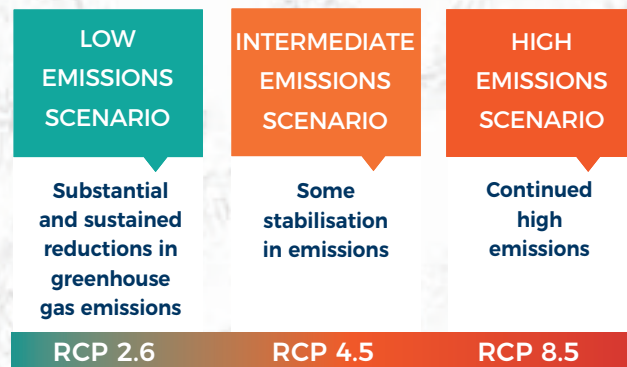 LOW
EMISSIONS
SCENARIO
Substantial
and sustained
reductions in
greenhouse
gas emissions
RCP 2.6
INTERMEDIATE
EMISSIONS
SCENARIO
Some
stabilisation
in emissions
RCP 4.5
HIGH
EMISSIONS
SCENARIO
Continued
high
emissions
RCP 8.5